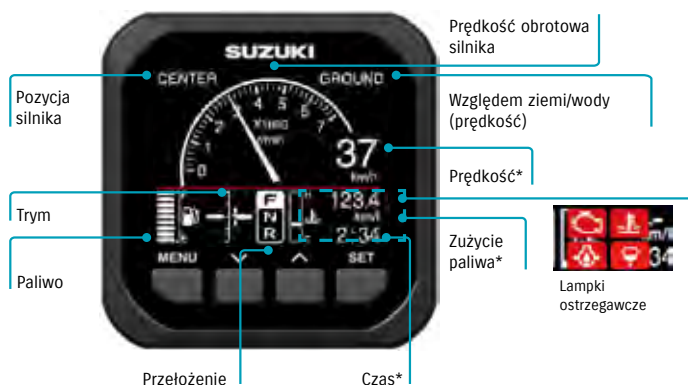 Prędkość obrotowa
silnika
SUZUKI
CENTER
GROUND
Pozycja
silnika
Względem ziemi/wody
(prędkość)
0 1 2 3 4 5 6 7
37
km/h
Prędkość*
Trym
F
N
R
123.4
km/l
2:34
Zużycie
paliwa*
Paliwo
MENU
SET
Lampki
ostrzegawcze
Przełożenie
Czas*